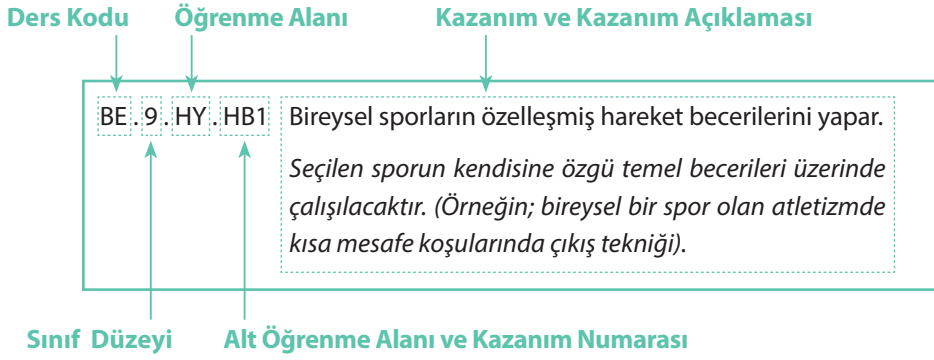 Ders Kodu Öğrenme Alanı Kazanım ve Kazanım Açıklaması
BE.9.HY.HB1 Bireysel sporların özelleşmiş hareket becerilerini yapar.
Seçilen sporun kendisine özgü temel becerileri üzerinde
çalışılacaktır. (Örneğin; bireysel bir spor olan atletizmde
kısa mesafe koşularında çıkış tekniği).
Sınıf Düzeyi Alt Öğrenme Alanı ve Kazanım Numarası